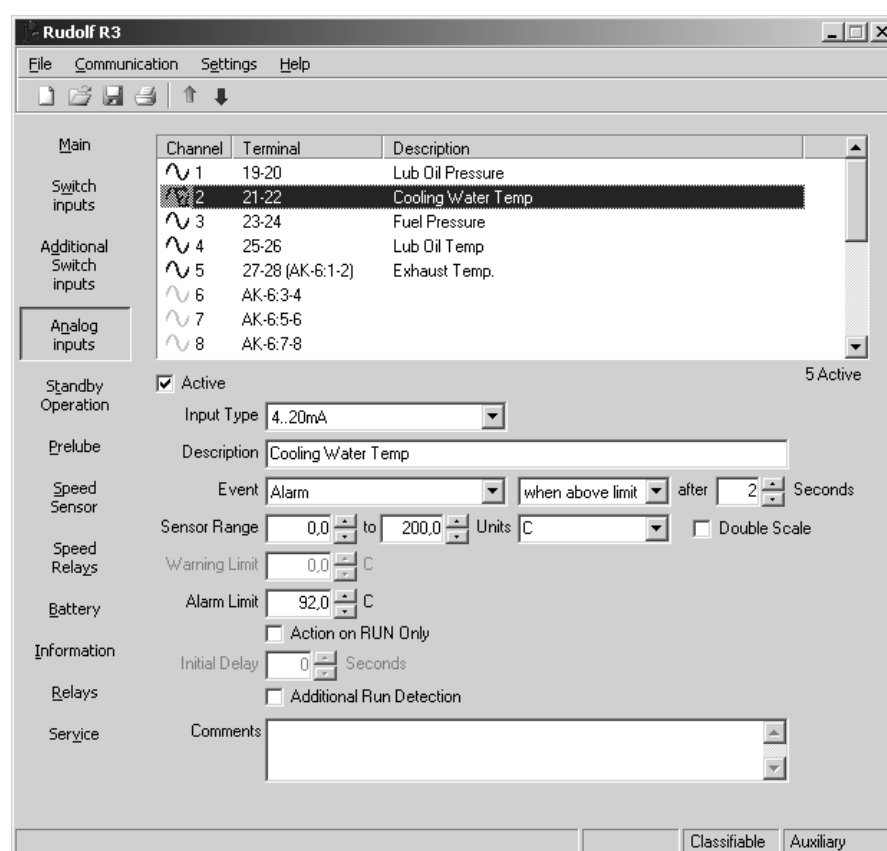 Rudolf R3
File Communication Settings Help
Main
Switch inputs
Additional Switch inputs
Analog inputs
Standby Operation
Prelube
Speed Sensor
Speed Relays
Battery
Information
Relays
Service
Channel Terminal Description
1 19-20 Lub Oil Pressure
2 21-22 Cooling Water Temp
3 23-24 Fuel Pressure
4 25-26 Lub Oil Temp
5 27-28 (AK-6:1-2) Exhaust Temp.
6 AK-6:3-4
7 AK-6:5-6
8 AK-6:7-8
5 Active
Active
Input Type 4..20mA
Description Cooling Water Temp
Event Alarm when above limit after 2 Seconds
Sensor Range 0,0 to 200,0 Units C Double Scale
Warning Limit 0,0 C
Alarm Limit 92,0 C
Action on RUN Only
Initial Delay 0 Seconds
Additional Run Detection
Comments
Classifiable Auxiliary